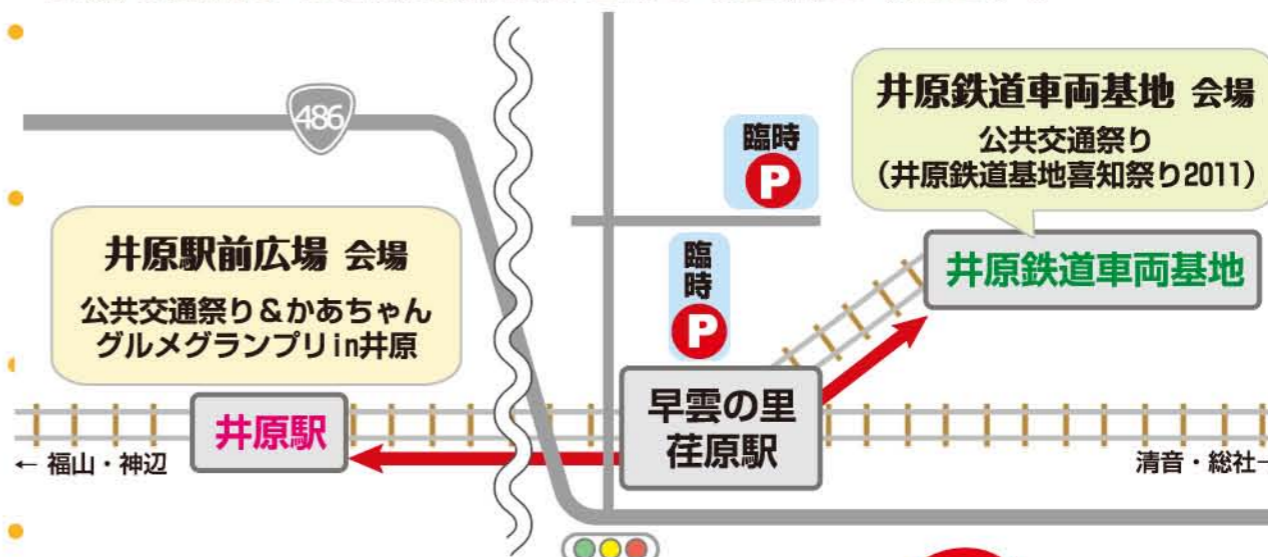 486
臨時
P
井原鉄道車両基地 会場
公共交通祭り
(井原鉄道基地喜知祭り2011)
井原駅前広場 会場
公共交通祭り&かあちゃん
グルメグランプリin井原
臨時
P
井原鉄道車両基地
井原駅
早雲の里
荏原駅
← 福山・神辺
清音・総社→